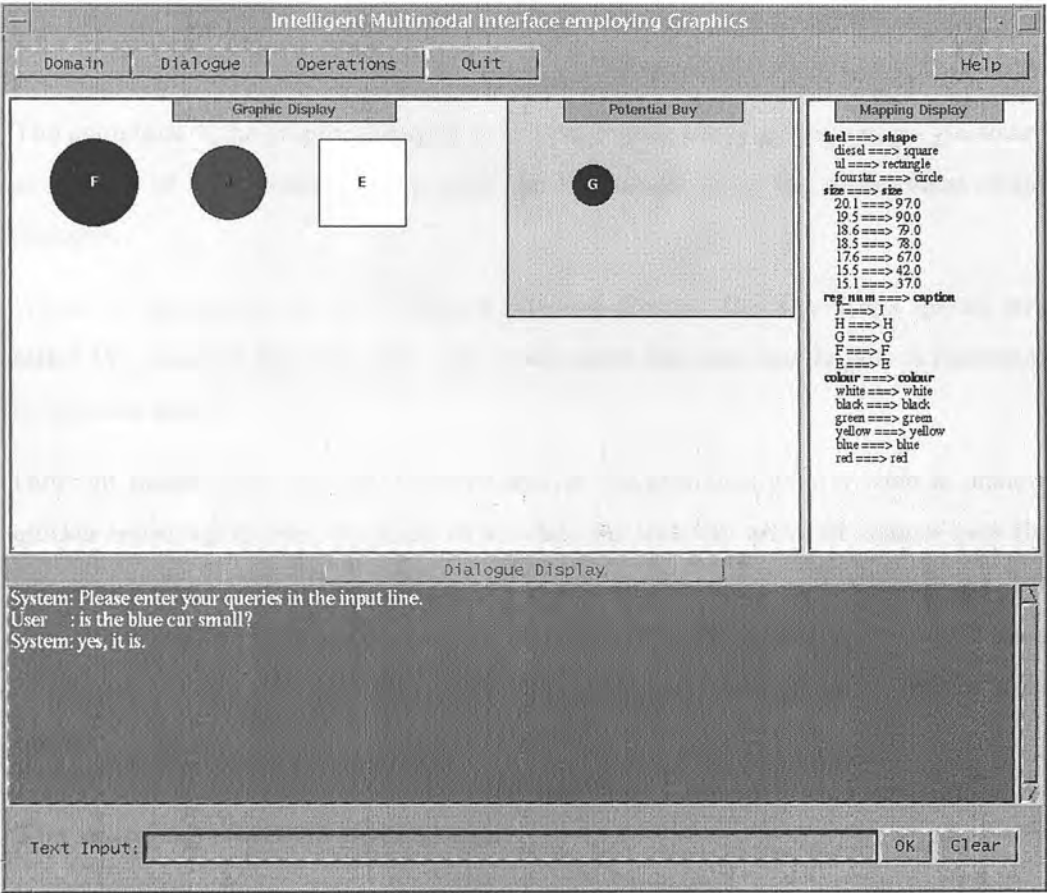 Intelligent Multimodal Interface employing Graphics
Domain Dialogue Operations Quit Help
Graphic Display
F J E
Potential Buy
G
Mapping Display
fuel ===> shape
diesel ===> square
ul ===> rectangle
fourstar ===> circle
size ===> size
20.1 ===> 97.0
19.5 ===> 90.0
18.6 ===> 79.0
18.5 ===> 78.0
17.6 ===> 67.0
15.5 ===> 42.0
15.1 ===> 37.0
reg_num ===> caption
J ===> J
H ===> H
G ===> G
F ===> F
E ===> E
colour ===> colour
white ===> white
black ===> black
green ===> green
yellow ===> yellow
blue ===> blue
red ===> red
Dialogue Display
System: Please enter your queries in the input line.
User : is the blue car small?
System: yes, it is.
Text Input: OK Clear